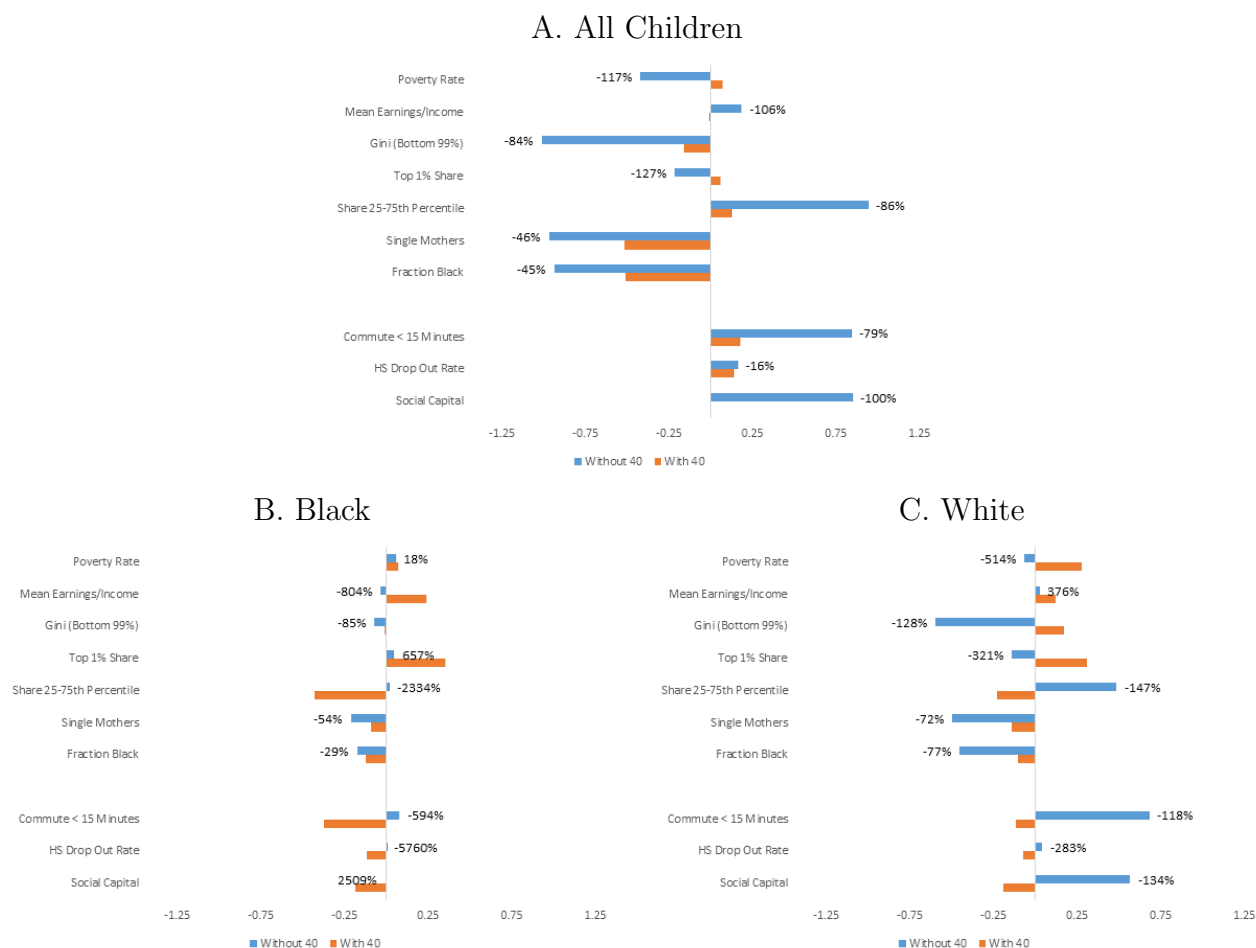 A. All Children
Poverty Rate -117%
Mean Earnings/Income -106%
Gini (Bottom 99%) -84%
Top 1% Share -127%
Share 25-75th Percentile -86%
Single Mothers -46%
Fraction Black -45%
Commute < 15 Minutes -79%
HS Drop Out Rate -16%
Social Capital -100%
-1.25 -0.75 -0.25 0.25 0.75 1.25
Without 40 With 40
B. Black
Poverty Rate 18%
Mean Earnings/Income -804%
Gini (Bottom 99%) -85%
Top 1% Share 657%
Share 25-75th Percentile -2334%
Single Mothers -54%
Fraction Black -29%
Commute < 15 Minutes -594%
HS Drop Out Rate -5760%
Social Capital 2509%
-1.25 -0.75 -0.25 0.25 0.75 1.25
Without 40 With 40
C. White
Poverty Rate -514%
Mean Earnings/Income 376%
Gini (Bottom 99%) -128%
Top 1% Share -321%
Share 25-75th Percentile -147%
Single Mothers -72%
Fraction Black -77%
Commute < 15 Minutes -118%
HS Drop Out Rate -283%
Social Capital -134%
-1.25 -0.75 -0.25 0.25 0.75 1.25
Without 40 With 40